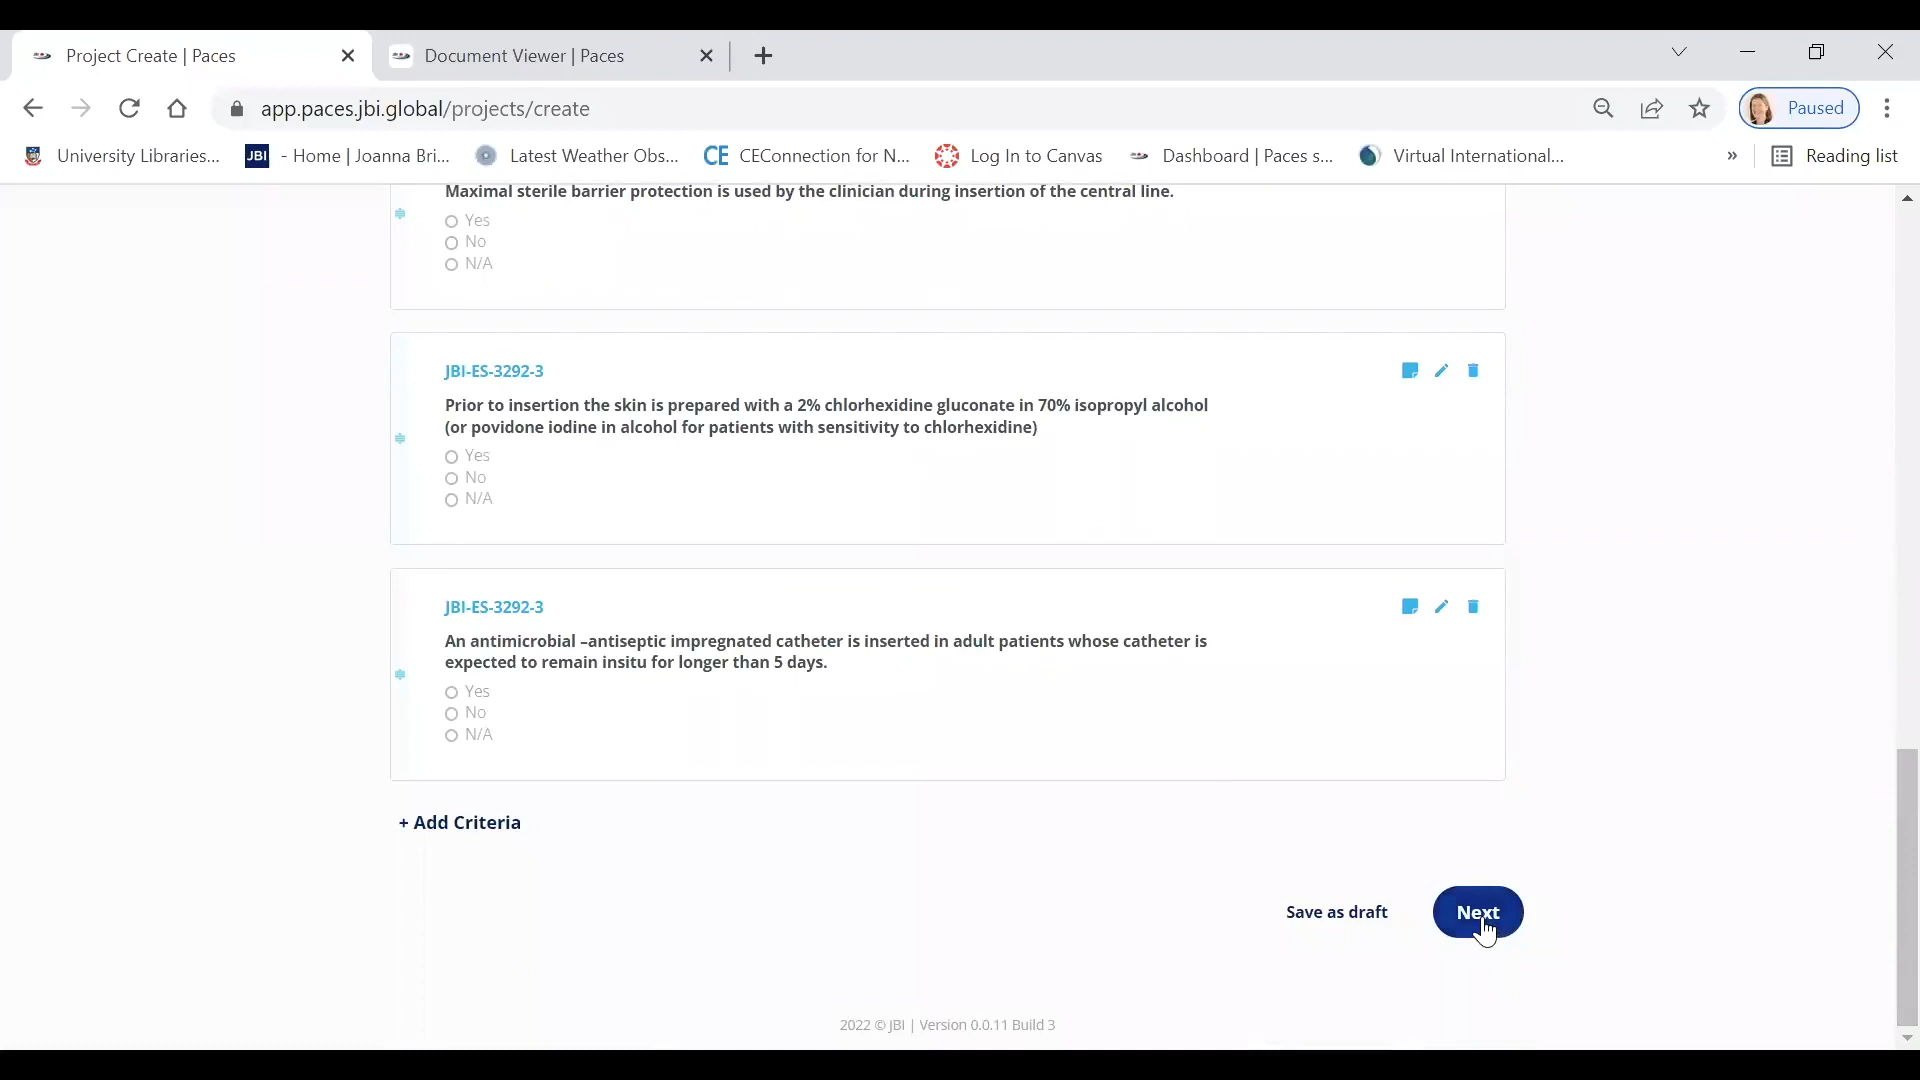 Project Create | Paces
Document Viewer | Paces
app.paces.jbi.global/projects/create
Paused
University Libraries...
JBI
- Home | Joanna Bri...
Latest Weather Obs...
CE
CEConnection for N...
Log In to Canvas
Dashboard | Paces s...
Virtual International...
»
Reading list
Maximal sterile barrier protection is used by the clinician during insertion of the central line.
Yes
No
N/A
JBI-ES-3292-3
Prior to insertion the skin is prepared with a 2% chlorhexidine gluconate in 70% isopropyl alcohol
(or povidone iodine in alcohol for patients with sensitivity to chlorhexidine)
Yes
No
N/A
JBI-ES-3292-3
An antimicrobial –antiseptic impregnated catheter is inserted in adult patients whose catheter is
expected to remain insitu for longer than 5 days.
Yes
No
N/A
+ Add Criteria
Save as draft
Next
2022 © JBI | Version 0.0.11 Build 3